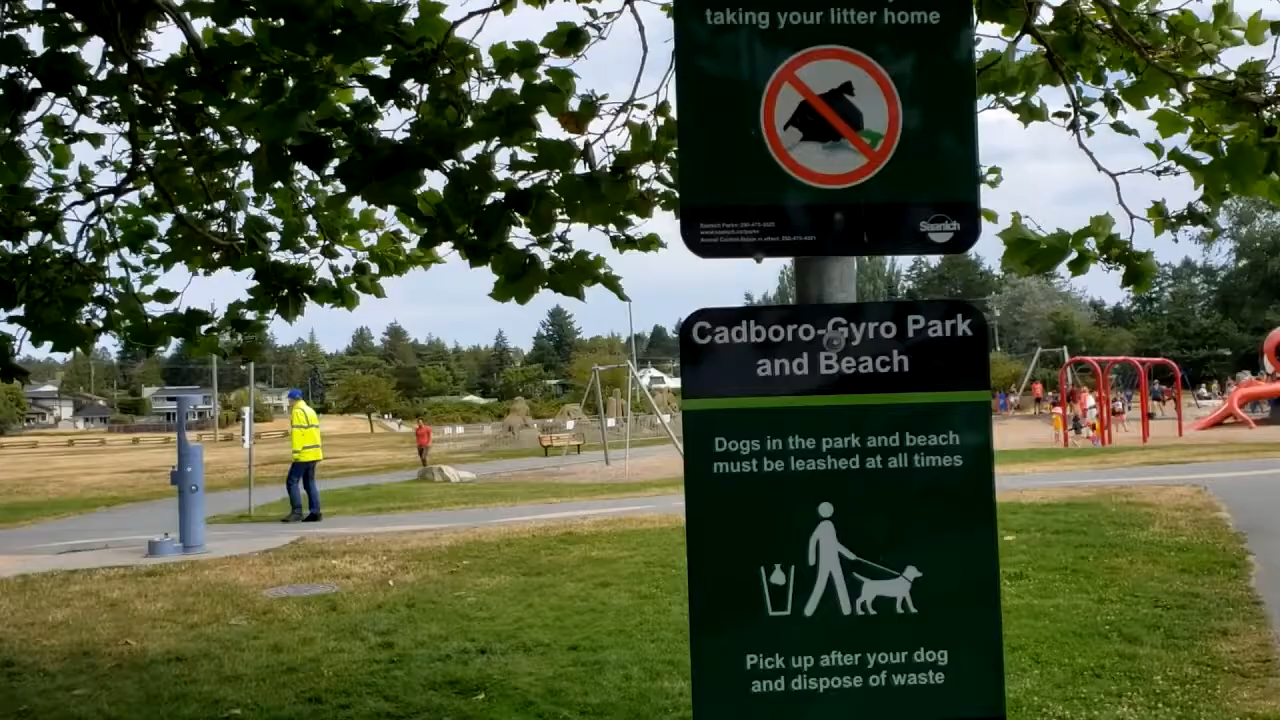 taking your litter home
Saanich
Cadboro-Gyro Park
and Beach
Dogs in the park and beach
must be leashed at all times
Pick up after your dog
and dispose of waste